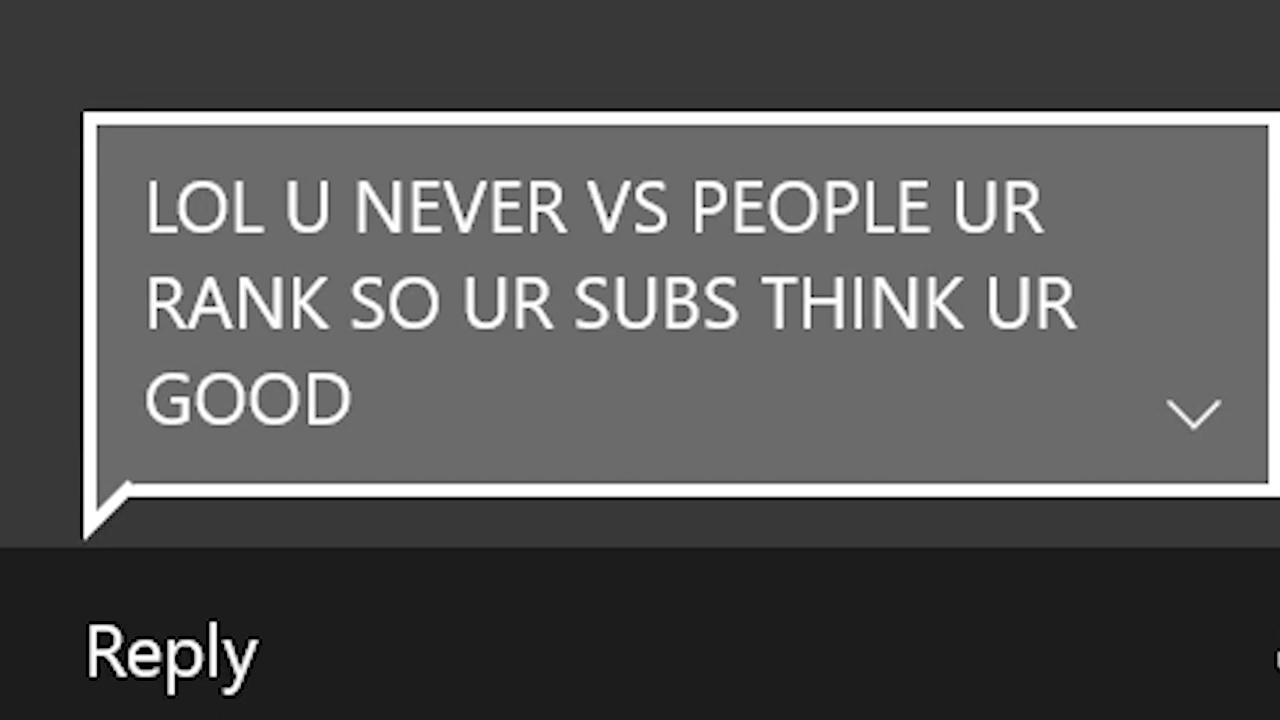 LOL U NEVER VS PEOPLE UR
RANK SO UR SUBS THINK UR
GOOD
Reply